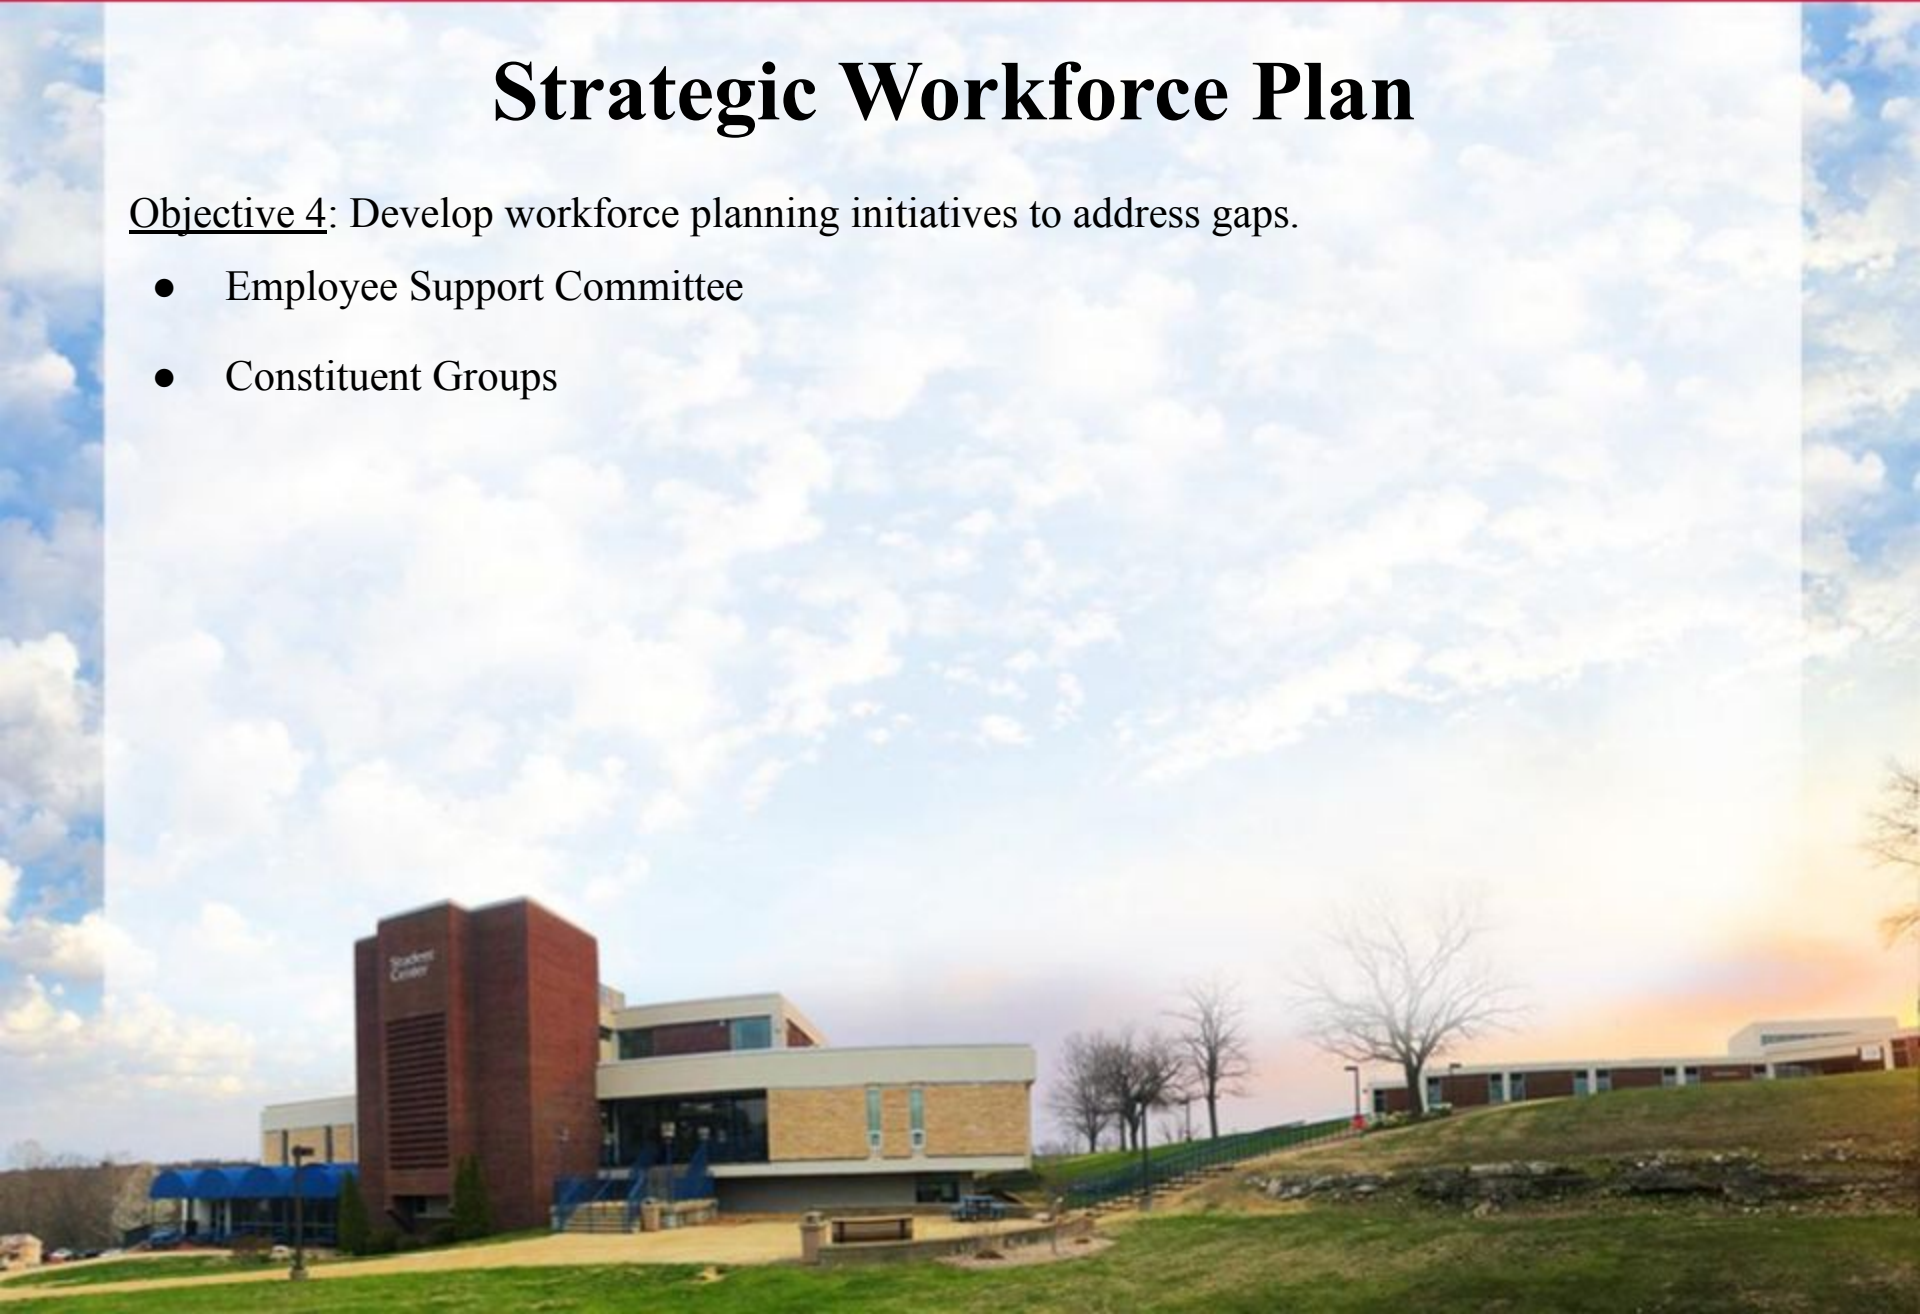 Strategic Workforce Plan
Objective 4: Develop workforce planning initiatives to address gaps.
● Employee Support Committee
● Constituent Groups
Student
Center